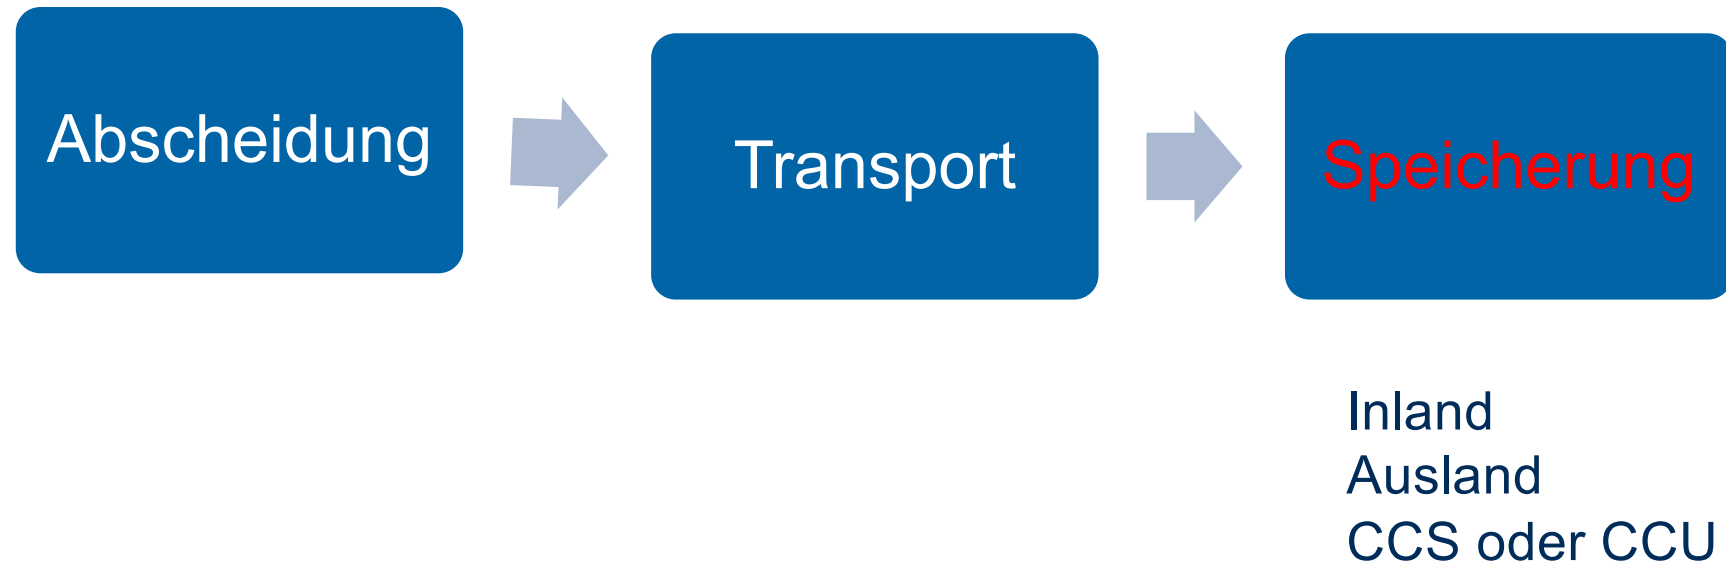 Abscheidung
Transport
Speicherung
Inland
Ausland
CCS oder CCU